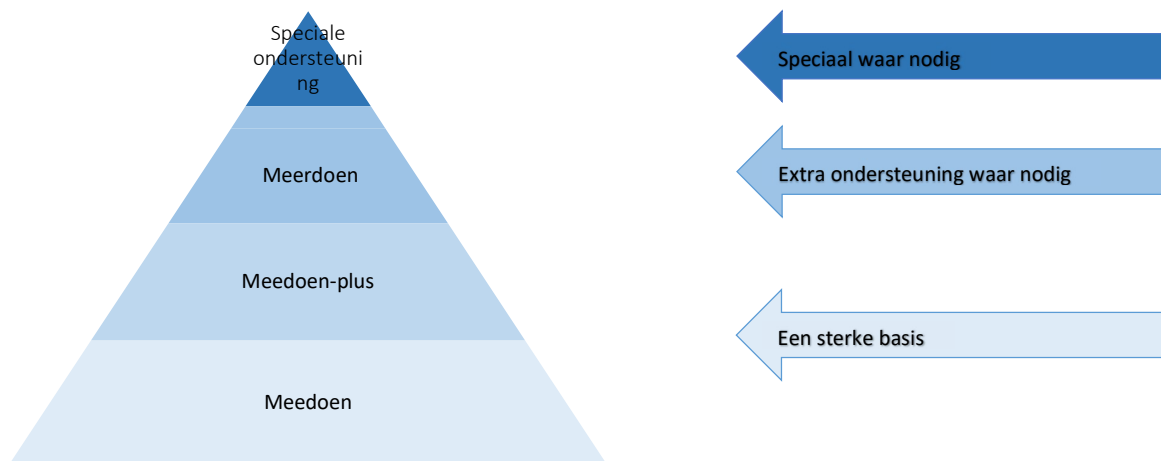 Speciale
ondersteuni
ng
Speciaal waar nodig
Meerdoen
Extra ondersteuning waar nodig
Meedoen-plus
Een sterke basis
Meedoen